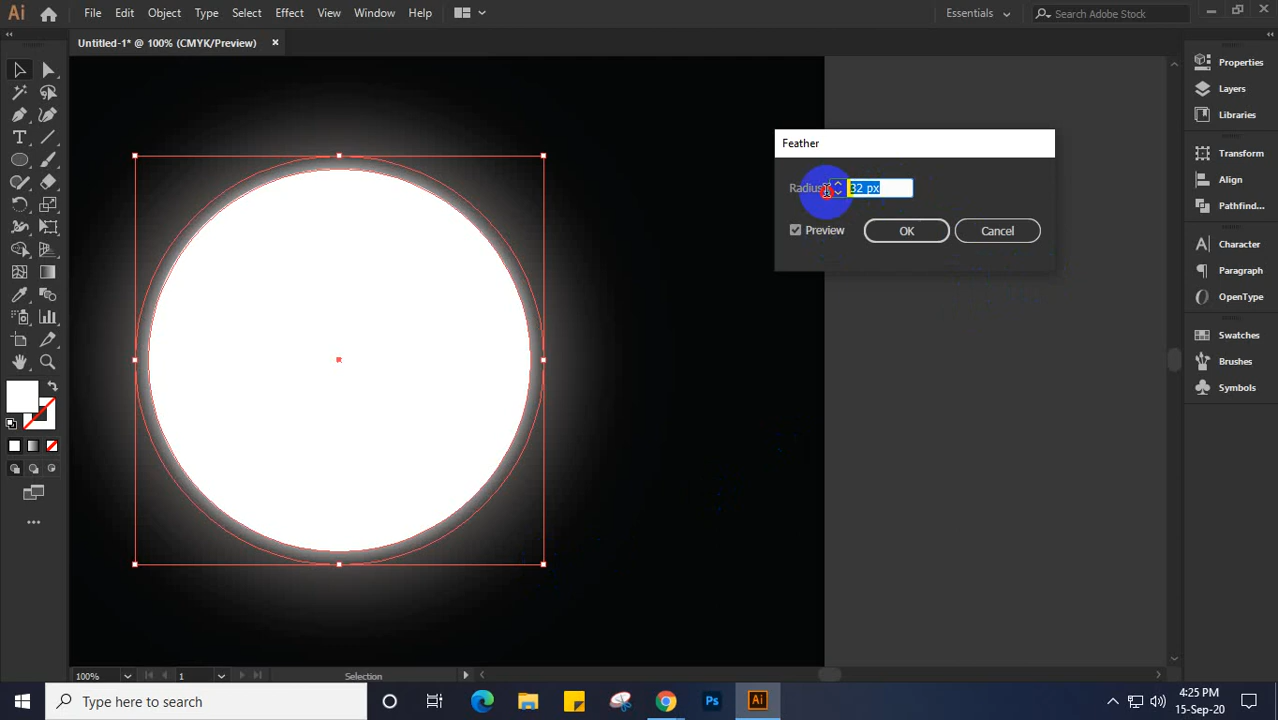 Ai File Edit Object Type Select Effect View Window Help Essentials Search Adobe Stock
Untitled-1* @ 100% (CMYK/Preview)
Properties
Layers
Libraries
Transform
Align
Pathfind...
Character
Paragraph
OpenType
Swatches
Brushes
Symbols
Feather
Radius: 32 px
Preview OK Cancel
100% 1 Selection
Type here to search
Ps Ai
4:25 PM
15-Sep-20